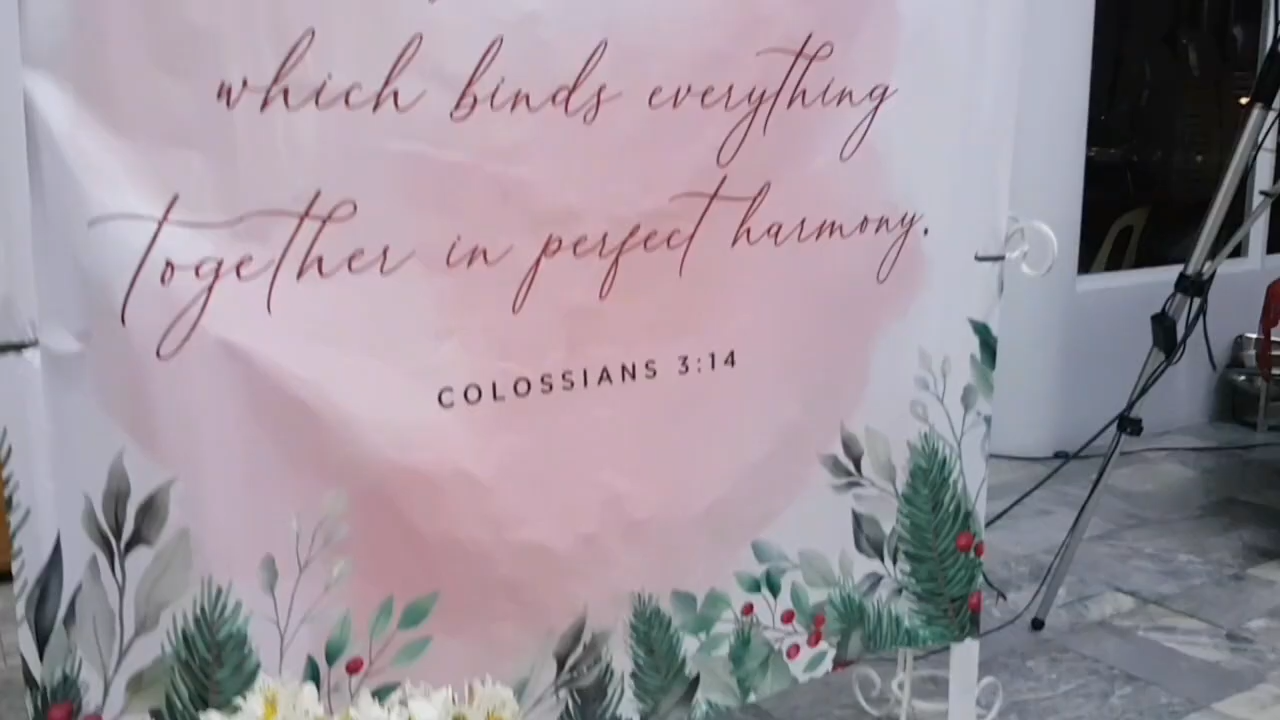 which binds everything
together in perfect harmony.
COLOSSIANS 3:14